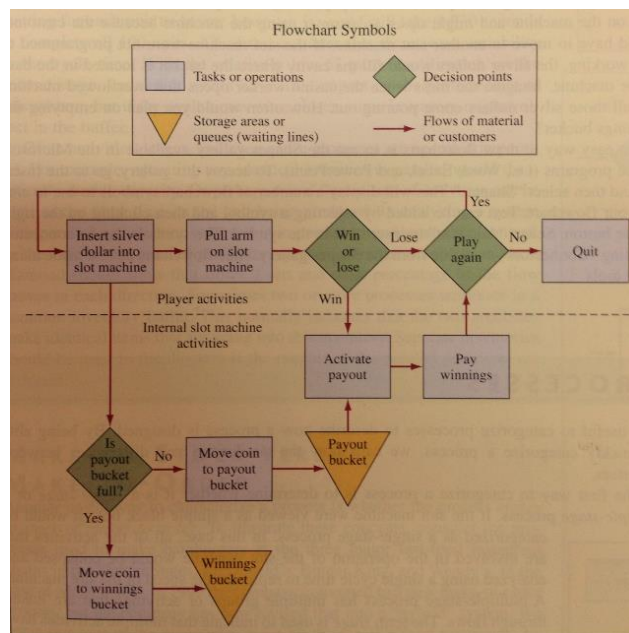 Flowchart Symbols
Tasks or operations
Decision points
Storage areas or
queues (waiting lines)
Flows of material
or customers
Yes
Insert silver
dollar into
slot machine
Pull arm
on slot
machine
Win
or
lose
Lose
Play
again
No
Quit
Player activities
Win
Internal slot machine
activities
Activate
payout
Pay
winnings
Is
payout
bucket
full?
No
Move coin
to payout
bucket
Payout
bucket
Yes
Move coin
to winnings
bucket
Winnings
bucket